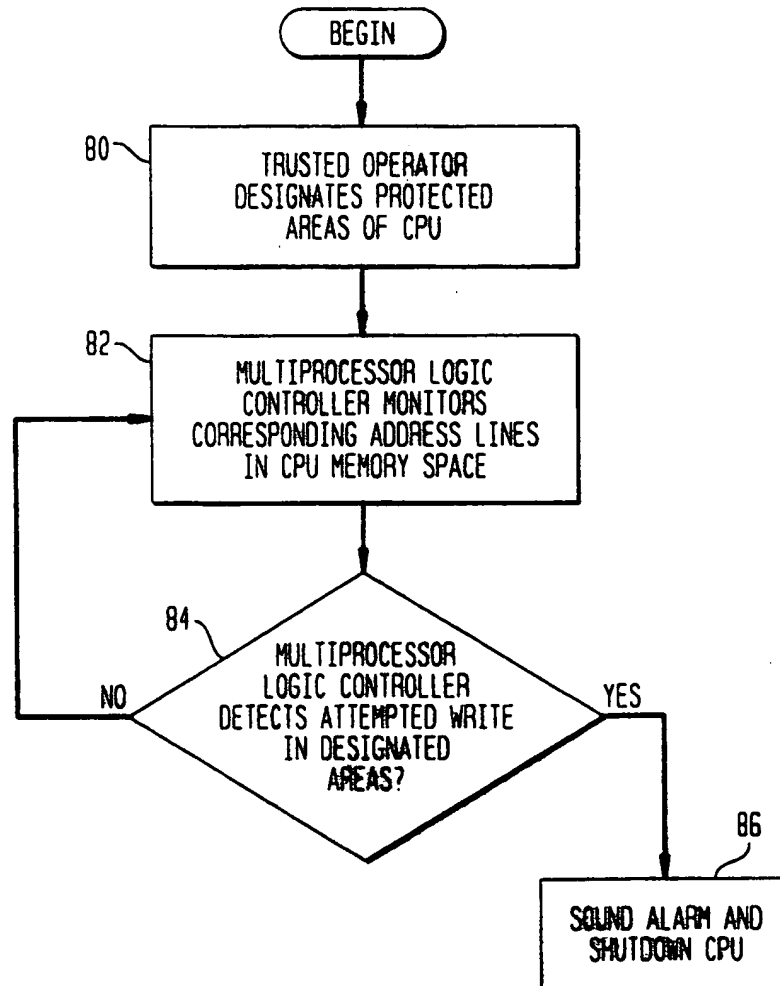 BEGIN
80
TRUSTED OPERATOR
DESIGNATES PROTECTED
AREAS OF CPU
82
MULTIPROCESSOR LOGIC
CONTROLLER MONITORS
CORRESPONDING ADDRESS LINES
IN CPU MEMORY SPACE
84
MULTIPROCESSOR
LOGIC CONTROLLER
DETECTS ATTEMPTED WRITE
IN DESIGNATED
AREAS?
NO
YES
86
SOUND ALARM AND
SHUTDOWN CPU